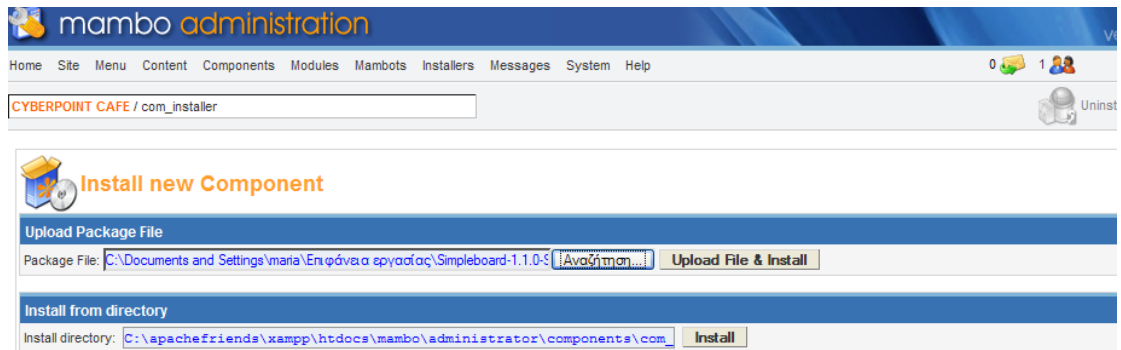 mambo administration
Home Site Menu Content Components Modules Mambots Installers Messages System Help 0 1
CYBERPOINT CAFE / com_installer
Install new Component
Upload Package File
Package File: C:\Documents and Settings\maria\Επιφάνεια εργασίας\Simpleboard-1.1.0-S Αναζήτηση... Upload File & Install
Install from directory
Install directory: C:\apachefriends\xampp\htdocs\mambo\administrator\components\com_ Install